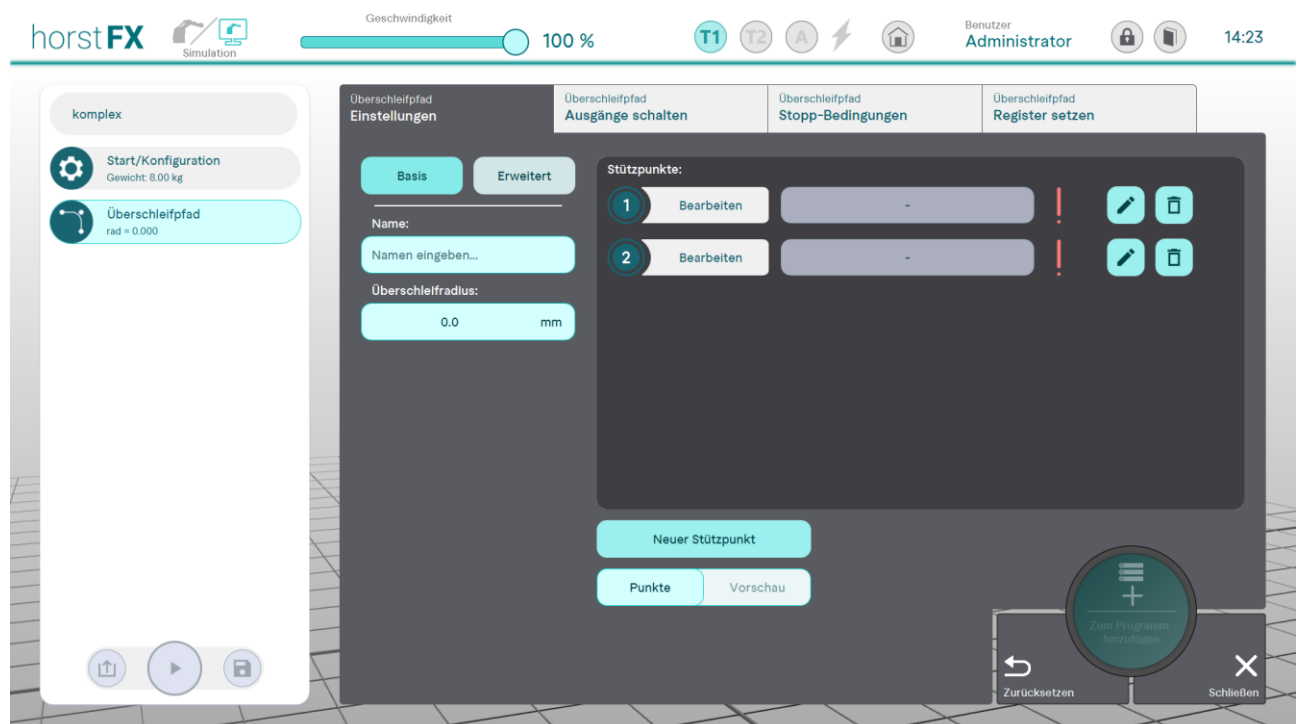 horstFX
Simulation
Geschwindigkeit
100 %
T1
T2
A
Benutzer
Administrator
14:23
komplex
Start/Konfiguration
Gewicht: 8.00 kg
Überschleifpfad
rad = 0.000
Überschleifpfad
Einstellungen
Überschleifpfad
Ausgänge schalten
Überschleifpfad
Stopp-Bedingungen
Überschleifpfad
Register setzen
Basis
Erweitert
Name:
Namen eingeben...
Überschleifradius:
0.0 mm
Stützpunkte:
1 Bearbeiten -
2 Bearbeiten -
Neuer Stützpunkt
Punkte
Vorschau
Zum Programm
hinzufügen
Zurücksetzen
Schließen